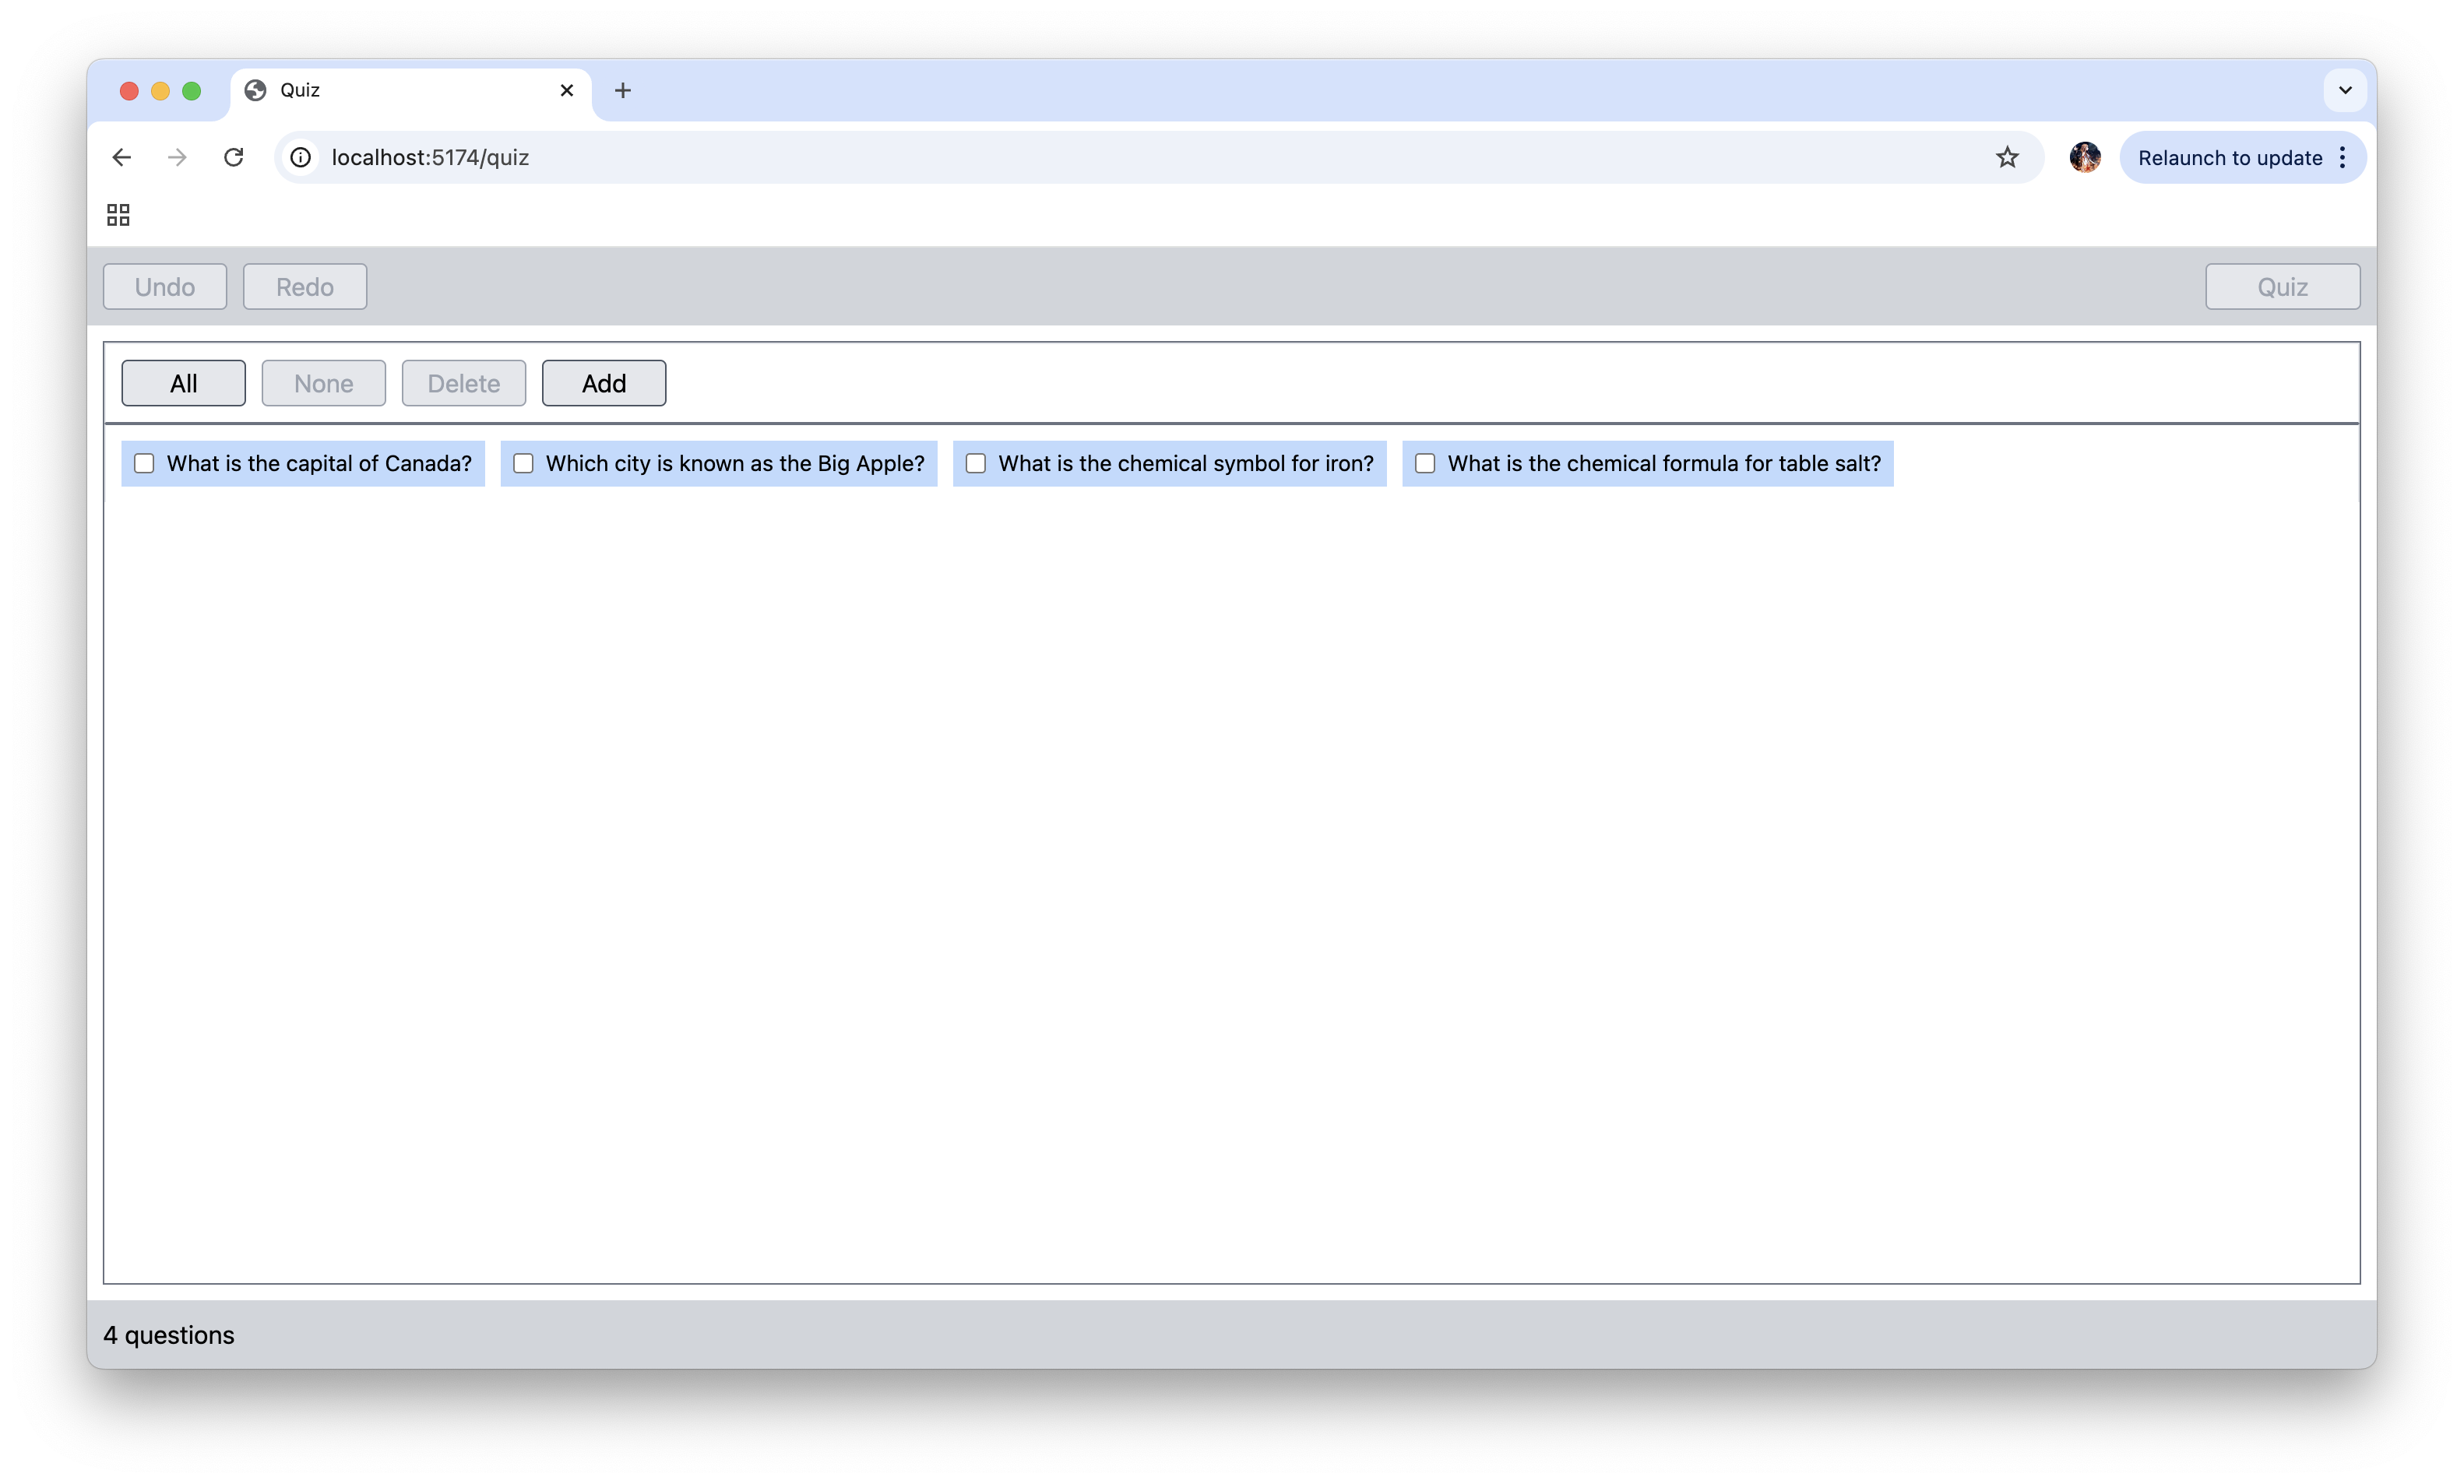 Quiz
localhost:5174/quiz
Relaunch to update
Undo Redo Quiz
All None Delete Add
What is the capital of Canada? Which city is known as the Big Apple? What is the chemical symbol for iron? What is the chemical formula for table salt?
4 questions